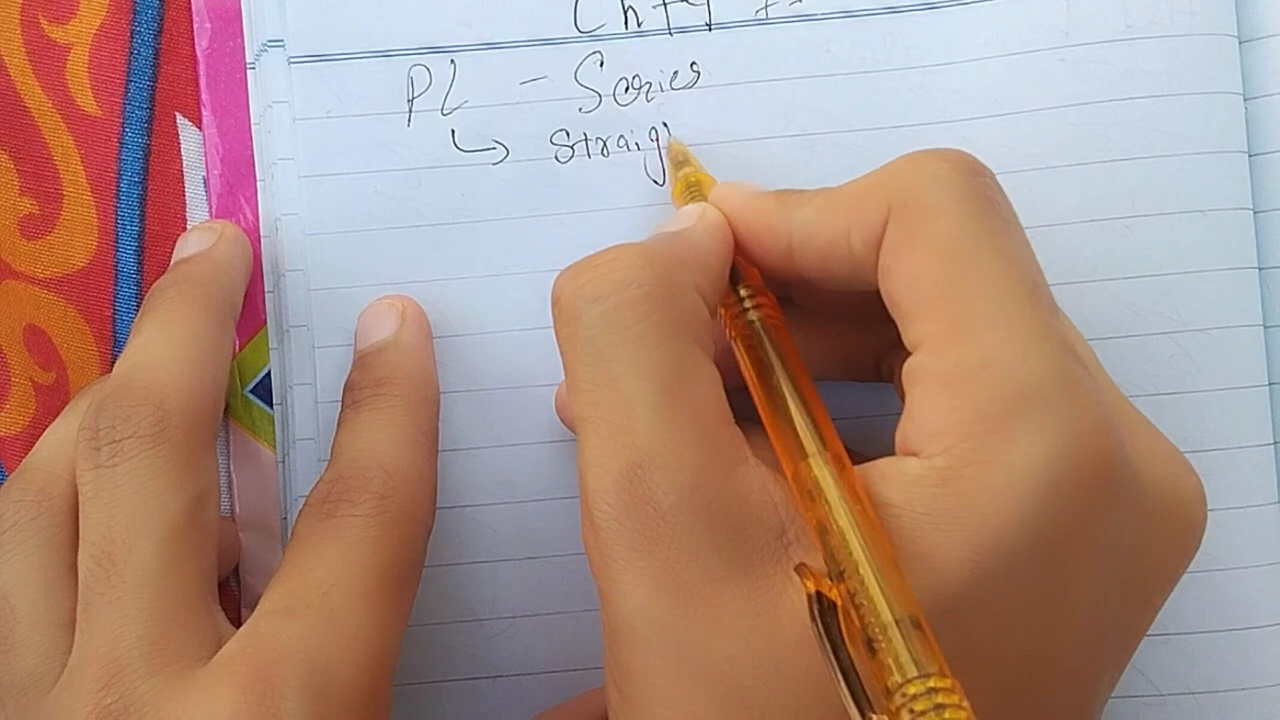 PL - Series
↳ straig